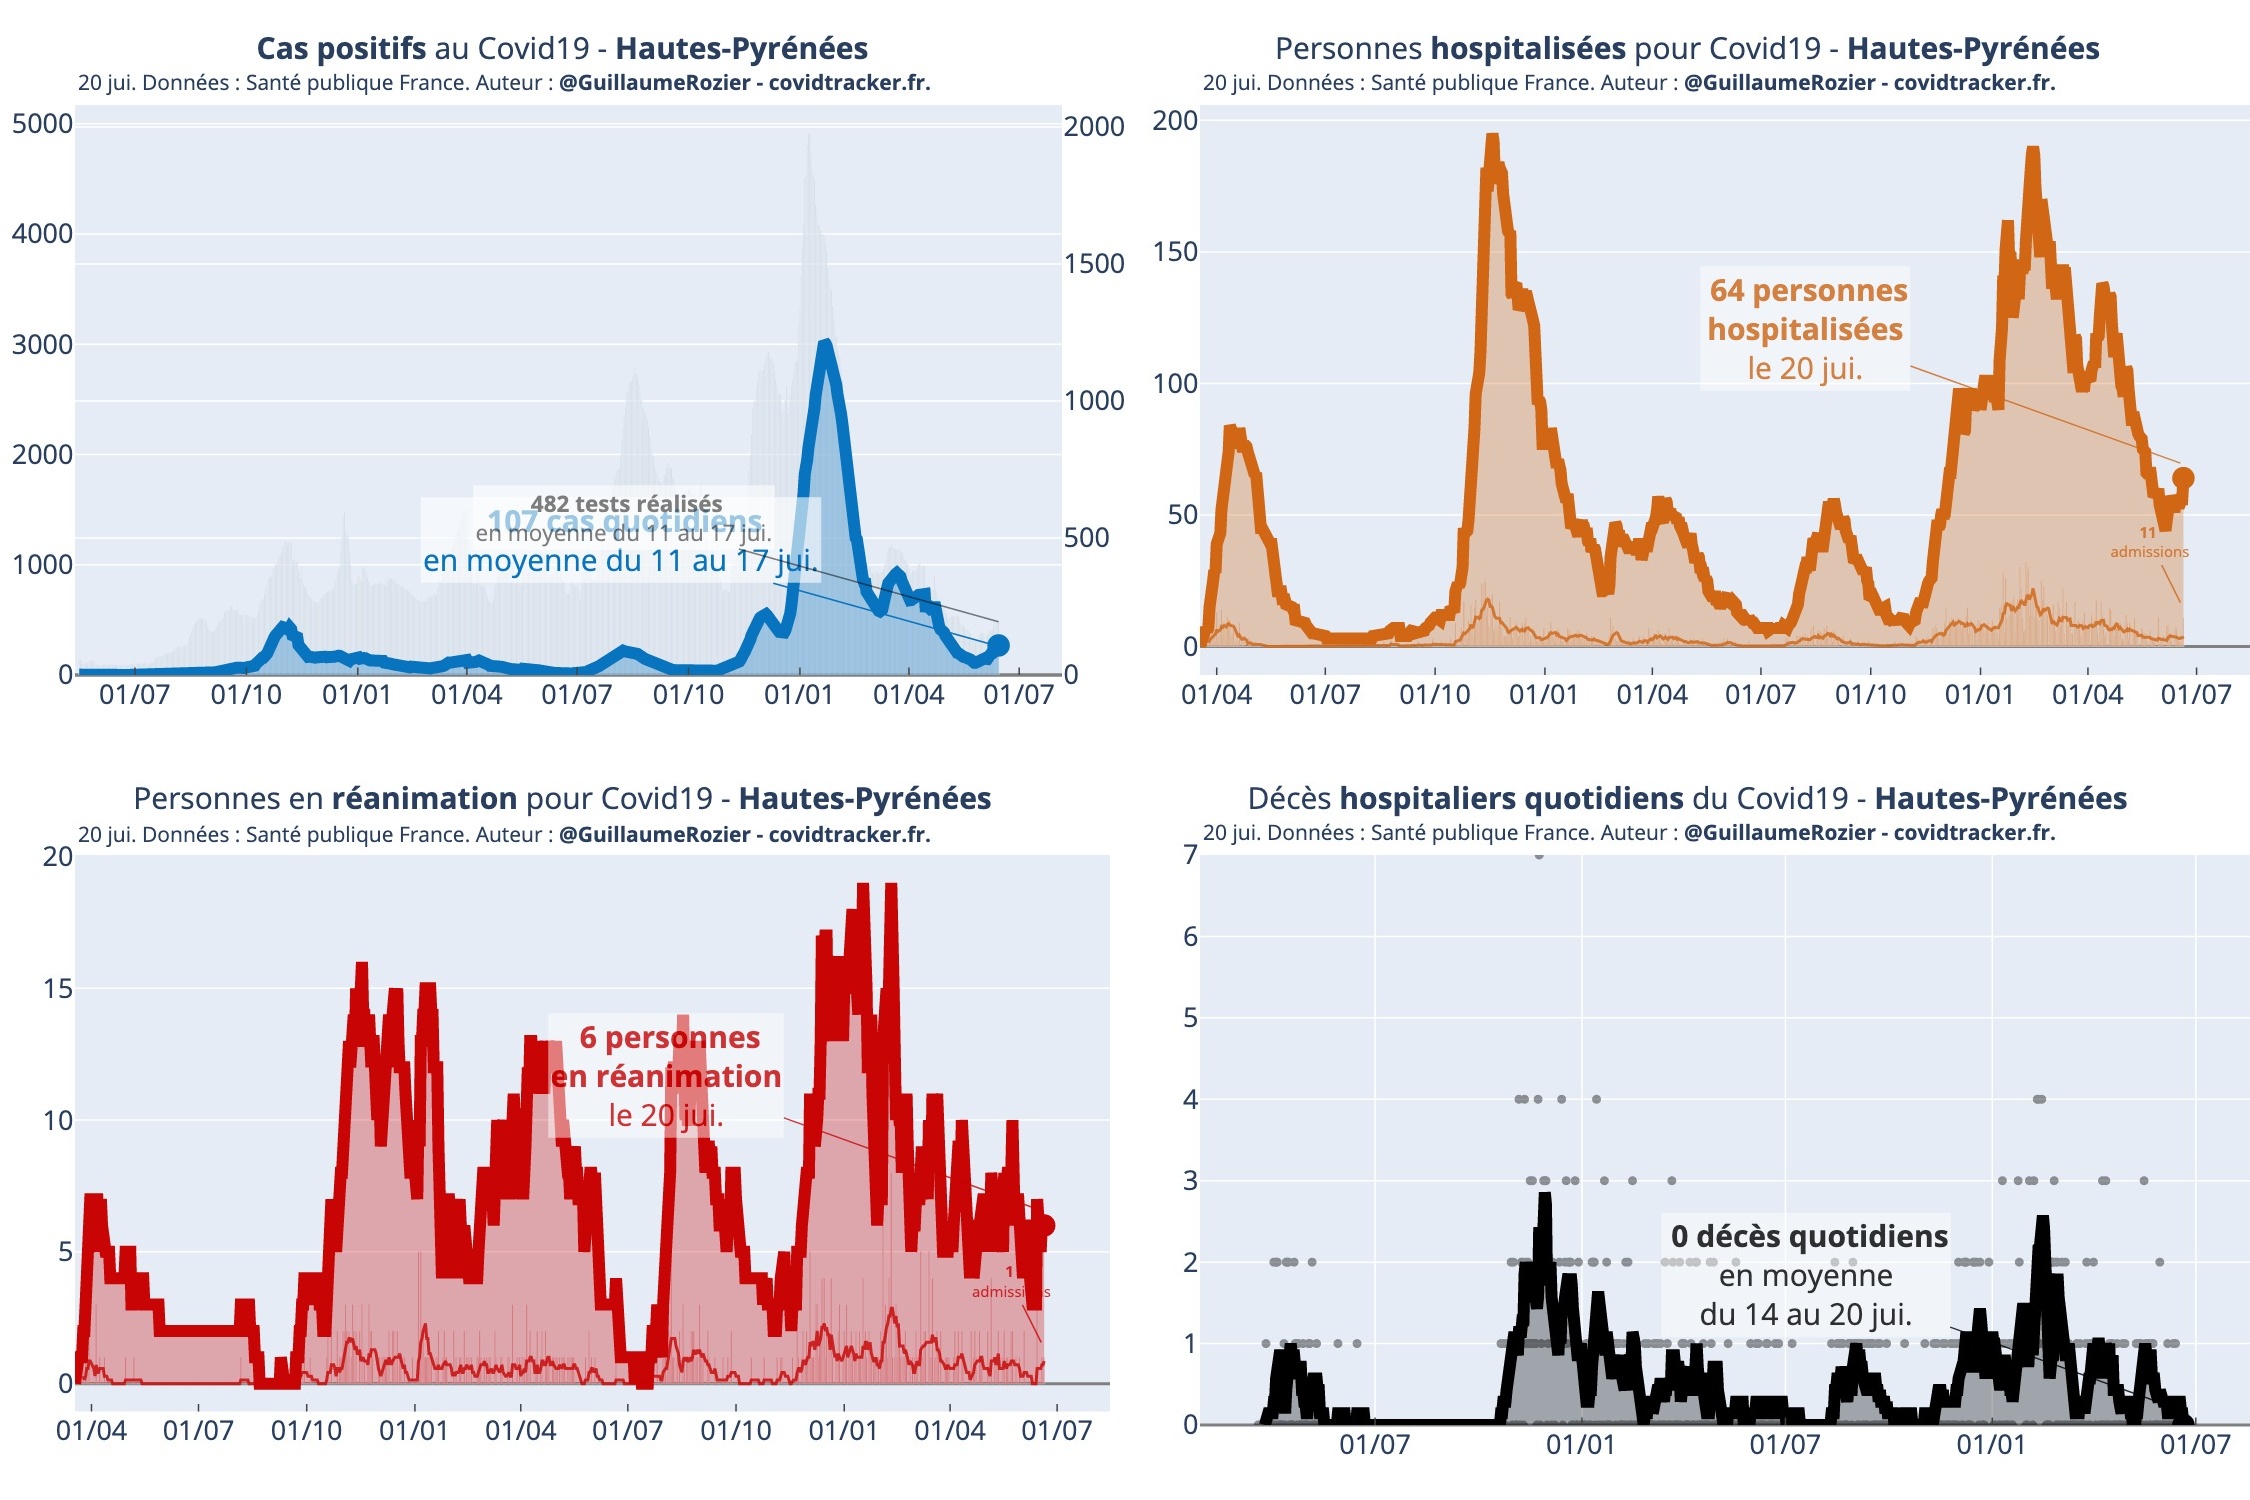 Cas positifs au Covid19 - Hautes-Pyrénées
20 jui. Données : Santé publique France. Auteur : @GuillaumeRozier - covidtracker.fr.
5000
4000
3000
2000
1000
0
2000
1500
1000
500
0
482 tests réalisés
en moyenne du 11 au 17 jui.
107 cas quotidiens
en moyenne du 11 au 17 jui.
01/07 01/10 01/01 01/04 01/07 01/10 01/01 01/04 01/07
Personnes hospitalisées pour Covid19 - Hautes-Pyrénées
20 jui. Données : Santé publique France. Auteur : @GuillaumeRozier - covidtracker.fr.
200
150
100
50
0
64 personnes
hospitalisées
le 20 jui.
11
admissions
01/04 01/07 01/10 01/01 01/04 01/07 01/10 01/01 01/04 01/07
Personnes en réanimation pour Covid19 - Hautes-Pyrénées
20 jui. Données : Santé publique France. Auteur : @GuillaumeRozier - covidtracker.fr.
20
15
10
5
0
6 personnes
en réanimation
le 20 jui.
1
admissions
01/04 01/07 01/10 01/01 01/04 01/07 01/10 01/01 01/04 01/07
Décès hospitaliers quotidiens du Covid19 - Hautes-Pyrénées
20 jui. Données : Santé publique France. Auteur : @GuillaumeRozier - covidtracker.fr.
7
6
5
4
3
2
1
0
0 décès quotidiens
en moyenne
du 14 au 20 jui.
01/07 01/01 01/07 01/01 01/07